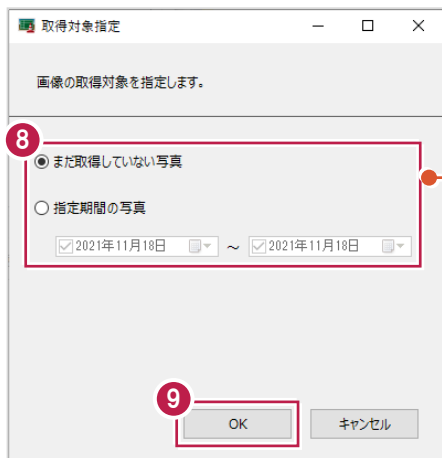 取得対象指定
画像の取得対象を指定します。
8
まだ取得していない写真
指定期間の写真
2021年11月18日 ～ 2021年11月18日
9
OK キャンセル